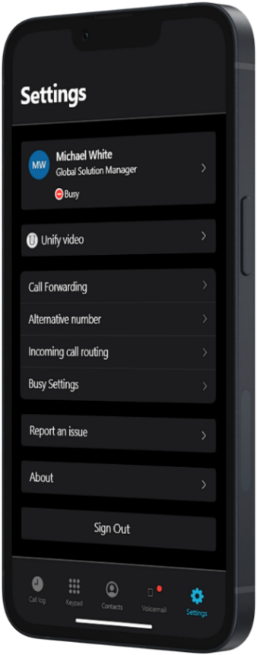 Settings
MW
Michael White
Global Solution Manager
Busy
U Unify video
Call Forwarding
Alternative number
Incoming call routing
Busy Settings
Report an issue
About
Sign Out
Call log
Keypad
Contacts
Voicemail
Settings